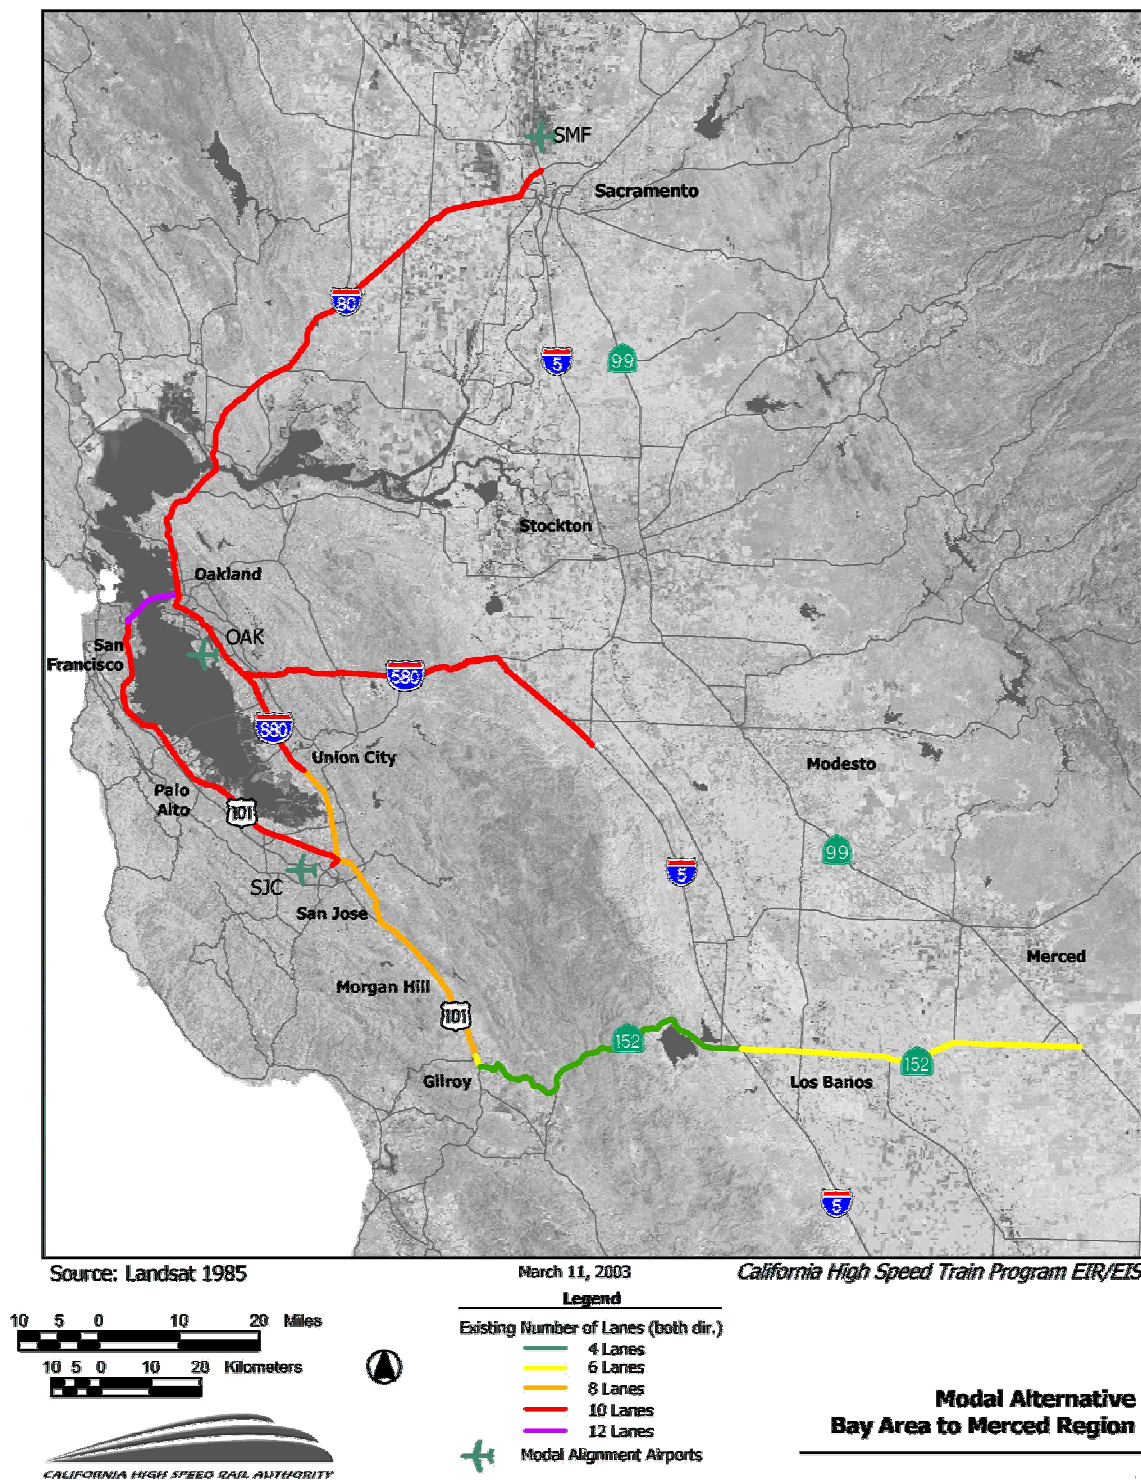 SMF
Sacramento
80
5
99
Stockton
Oakland
OAK
San
Francisco
580
880
Union City
Modesto
Palo
Alto
101
99
5
SJC
San Jose
Merced
Morgan Hill
101
152
152
Gilroy
Los Banos
5
Source: Landsat 1985
March 11, 2003
California High Speed Train Program EIR/EIS
Legend
Existing Number of Lanes (both dir.)
4 Lanes
6 Lanes
8 Lanes
10 Lanes
12 Lanes
Modal Alignment Airports
10 5 0 10 20 Miles
10 5 0 10 20 Kilometers
Modal Alternative
Bay Area to Merced Region
CALIFORNIA HIGH SPEED RAIL AUTHORITY